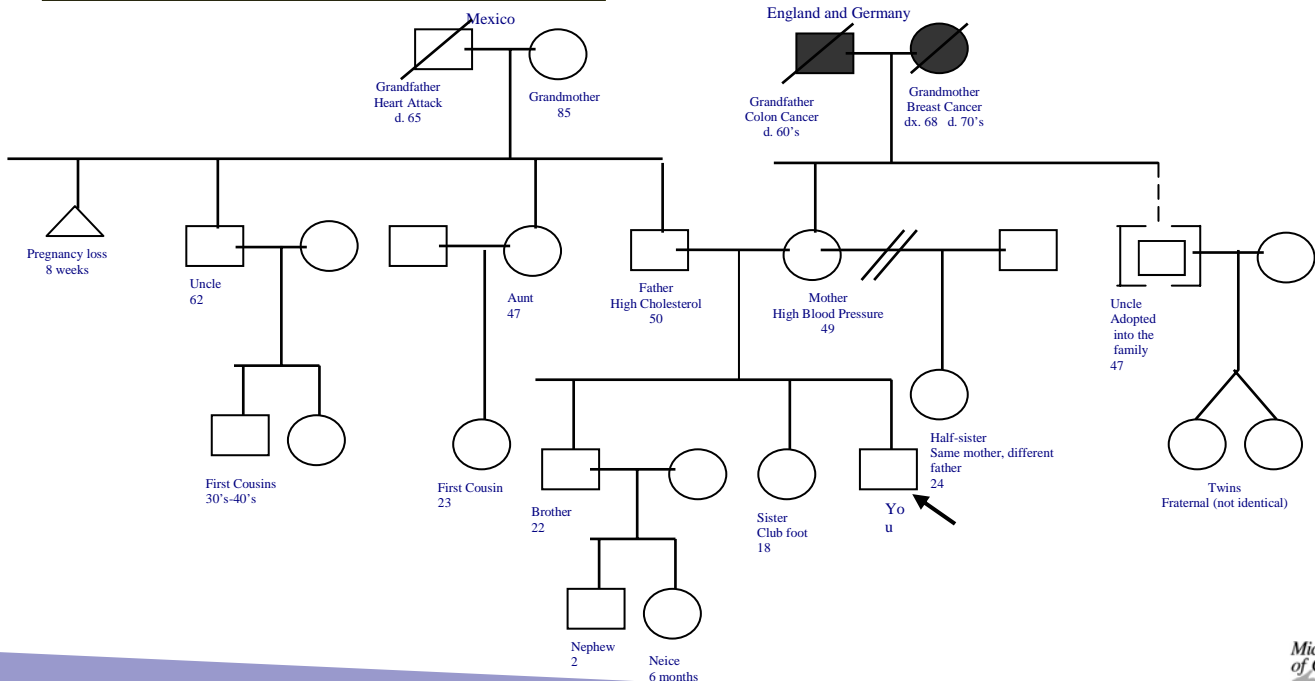 Mexico
England and Germany
Grandfather
Heart Attack
d. 65
Grandmother
85
Grandfather
Colon Cancer
d. 60's
Grandmother
Breast Cancer
dx. 68 d. 70's
Pregnancy loss
8 weeks
Uncle
62
Aunt
47
Father
High Cholesterol
50
Mother
High Blood Pressure
49
Uncle
Adopted
into the
family
47
First Cousins
30's-40's
First Cousin
23
Brother
22
Sister
Club foot
18
Yo
u
Half-sister
Same mother, different
father
24
Twins
Fraternal (not identical)
Nephew
2
Neice
6 months